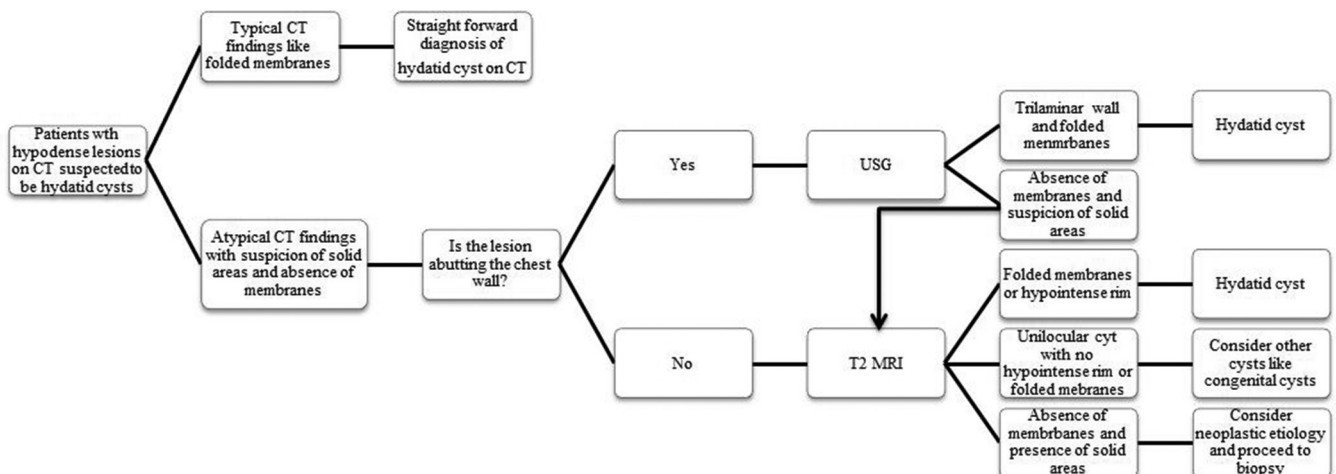 Typical CT
findings like
folded membranes
Straight forward
diagnosis of
hydatid cyst on CT
Patients wth
hypodense lesions
on CT suspected to
be hydatid cysts
Atypical CT findings
with suspicion of solid
areas and absence of
membranes
Is the lesion
abutting the chest
wall?
Yes
USG
Trilaminar wall
and folded
menmrbanes
Hydatid cyst
Absence of
membranes and
suspicion of solid
areas
No
T2 MRI
Folded membranes
or hypointense rim
Hydatid cyst
Unilocular cyt
with no
hypointense rim or
folded mebranes
Consider other
cysts like
congenital cysts
Absence of
membrbanes and
presence of solid
areas
Consider
neoplastic etiology
and proceed to
biopsy